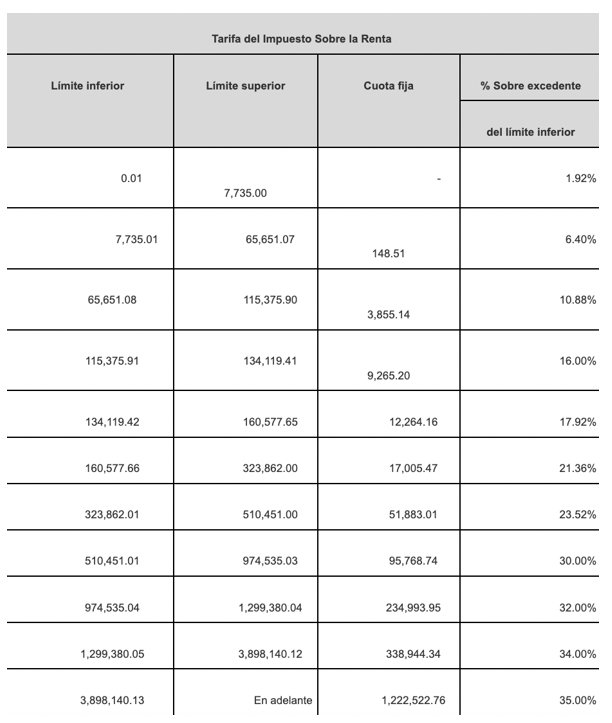 Tarifa del Impuesto Sobre la Renta
Límite inferior Límite superior Cuota fija % Sobre excedente
del límite inferior
0.01 7,735.00 - 1.92%
7,735.01 65,651.07 148.51 6.40%
65,651.08 115,375.90 3,855.14 10.88%
115,375.91 134,119.41 9,265.20 16.00%
134,119.42 160,577.65 12,264.16 17.92%
160,577.66 323,862.00 17,005.47 21.36%
323,862.01 510,451.00 51,883.01 23.52%
510,451.01 974,535.03 95,768.74 30.00%
974,535.04 1,299,380.04 234,993.95 32.00%
1,299,380.05 3,898,140.12 338,944.34 34.00%
3,898,140.13 En adelante 1,222,522.76 35.00%